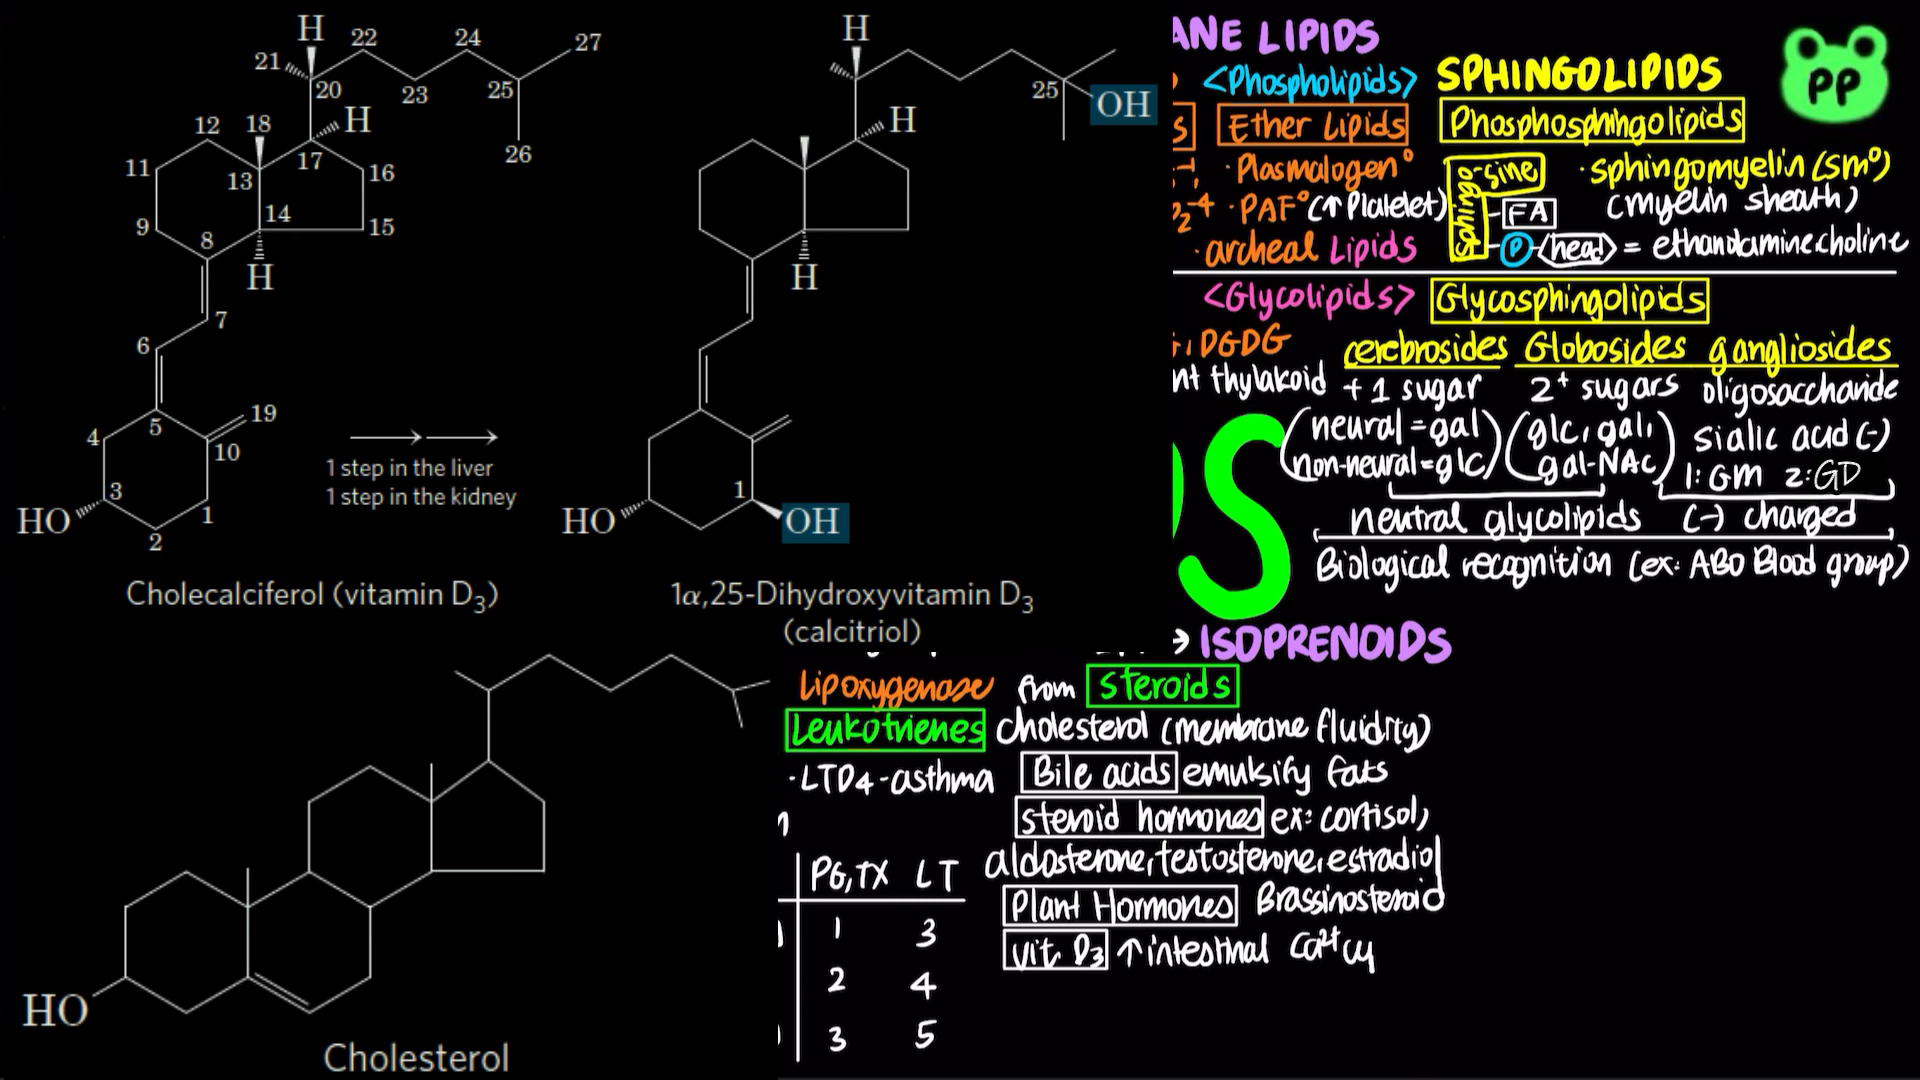 H
21
22
24
27
20
23
25
26
12
18
H
11
17
16
13
14
15
9
8
H
7
6
19
5
4
10
3
HO
1
2
1 step in the liver
1 step in the kidney
Cholecalciferol (vitamin D3)
H
25
OH
H
H
1
HO
OH
1α,25-Dihydroxyvitamin D3
(calcitriol)
HO
Cholesterol
ANE LIPIDS
<Phospholipids>
SPHINGOLIPIDS
PP
Ether Lipids
Phosphosphingolipids
· Plasmalogen°
· PAF° (↑ Platelet)
· archeal Lipids
sphingo-sine
FA
P
head
= ethanolamine, choline
· sphingomyelin (SM°)
(myelin sheath)
<Glycolipids>
Glycosphingolipids
DGDG
thylakoid
cerebrosides Globosides gangliosides
+ 1 sugar 2+ sugars oligosaccharide
(neural = gal
non-neural = glc)
(glc, gal,
gal-NAc)
sialic acid (-)
1: GM 2: GD
neutral glycolipids (-) charged
Biological recognition (ex: ABO Blood group)
S
→ ISOPRENOIDS
Lipoxygenase
from steroids
Leukotrienes
cholesterol (membrane fluidity)
· LTD4 - asthma
Bile acids emulsify fats
steroid hormones ex: cortisol,
aldosterone, testosterone, estradiol
Plant Hormones Brassinosteroid
vit D3 ↑ intestinal Ca2+
PG, TX LT
1 3
2 4
3 5